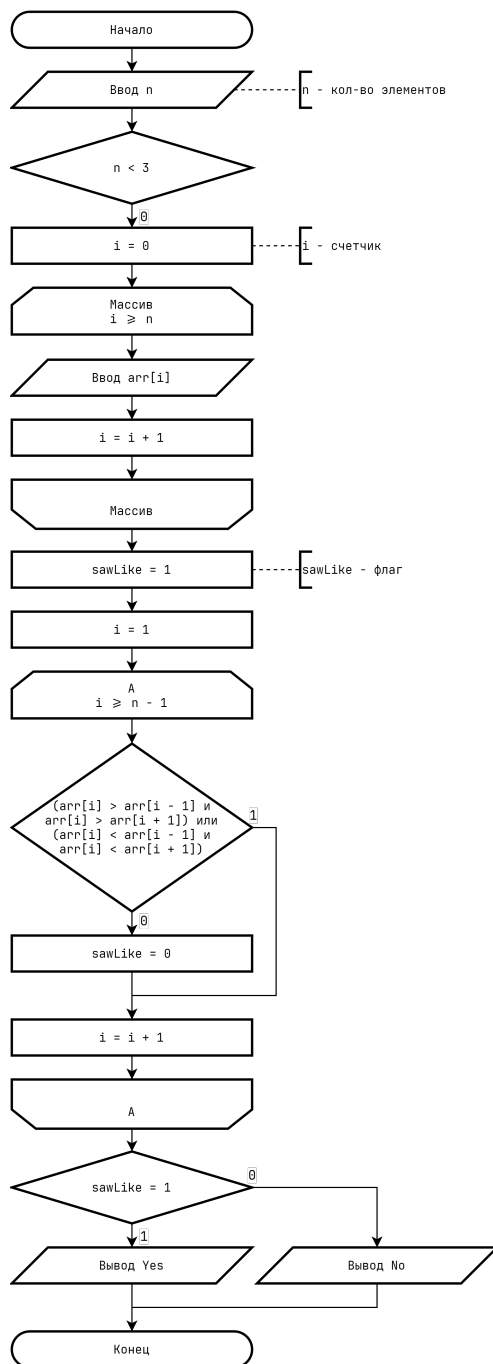 Начало
Ввод n
n - кол-во элементов
n < 3
0
i = 0
i - счетчик
Массив
i ⩾ n
Ввод arr[i]
i = i + 1
Массив
sawLike = 1
sawLike - флаг
i = 1
А
i ⩾ n - 1
(arr[i] > arr[i - 1] и
arr[i] > arr[i + 1]) или
(arr[i] < arr[i - 1] и
arr[i] < arr[i + 1])
1
0
sawLike = 0
i = i + 1
А
sawLike = 1
0
1
Вывод Yes
Вывод No
Конец